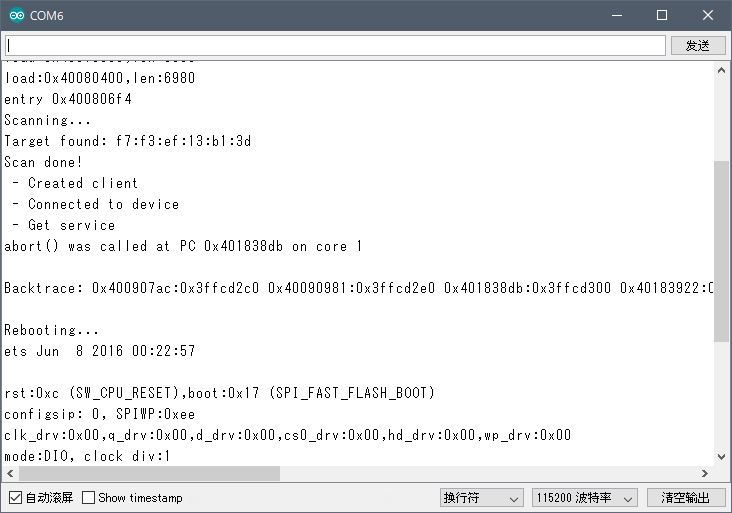 COM6
发送
load:0x40080400,len:6980
entry 0x400806f4
Scanning...
Target found: f7:f3:ef:13:b1:3d
Scan done!
 - Created client
 - Connected to device
 - Get service
abort() was called at PC 0x401838db on core 1
Backtrace: 0x400907ac:0x3ffcd2c0 0x40090981:0x3ffcd2e0 0x401838db:0x3ffcd300 0x40183922:0
Rebooting...
ets Jun  8 2016 00:22:57
rst:0xc (SW_CPU_RESET),boot:0x17 (SPI_FAST_FLASH_BOOT)
configsip: 0, SPIWP:0xee
clk_drv:0x00,q_drv:0x00,d_drv:0x00,cs0_drv:0x00,hd_drv:0x00,wp_drv:0x00
mode:DIO, clock div:1
自动滚屏 Show timestamp 换行符 115200 波特率 清空输出